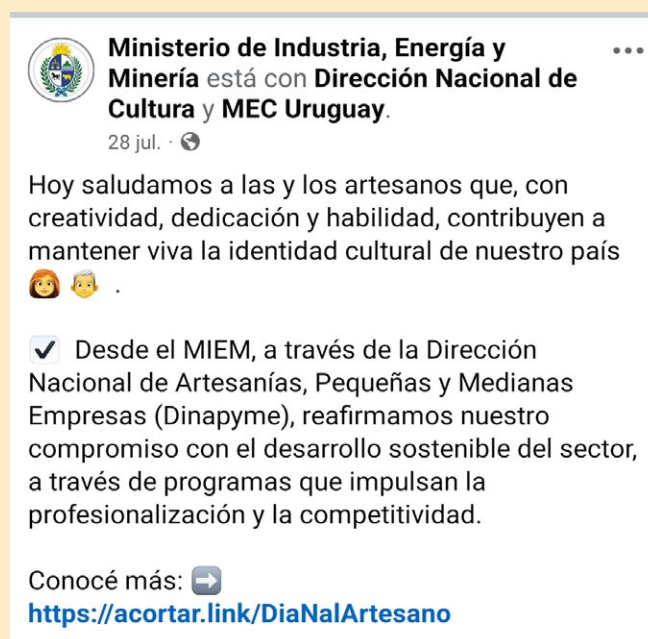 Ministerio de Industria, Energía y
Minería está con Dirección Nacional de
Cultura y MEC Uruguay.
28 jul. ·
Hoy saludamos a las y los artesanos que, con
creatividad, dedicación y habilidad, contribuyen a
mantener viva la identidad cultural de nuestro país
👩‍🦰 👨‍🦳 .
✔ Desde el MIEM, a través de la Dirección
Nacional de Artesanías, Pequeñas y Medianas
Empresas (Dinapyme), reafirmamos nuestro
compromiso con el desarrollo sostenible del sector,
a través de programas que impulsan la
profesionalización y la competitividad.
Conocé más: ➡
https://acortar.link/DiaNalArtesano